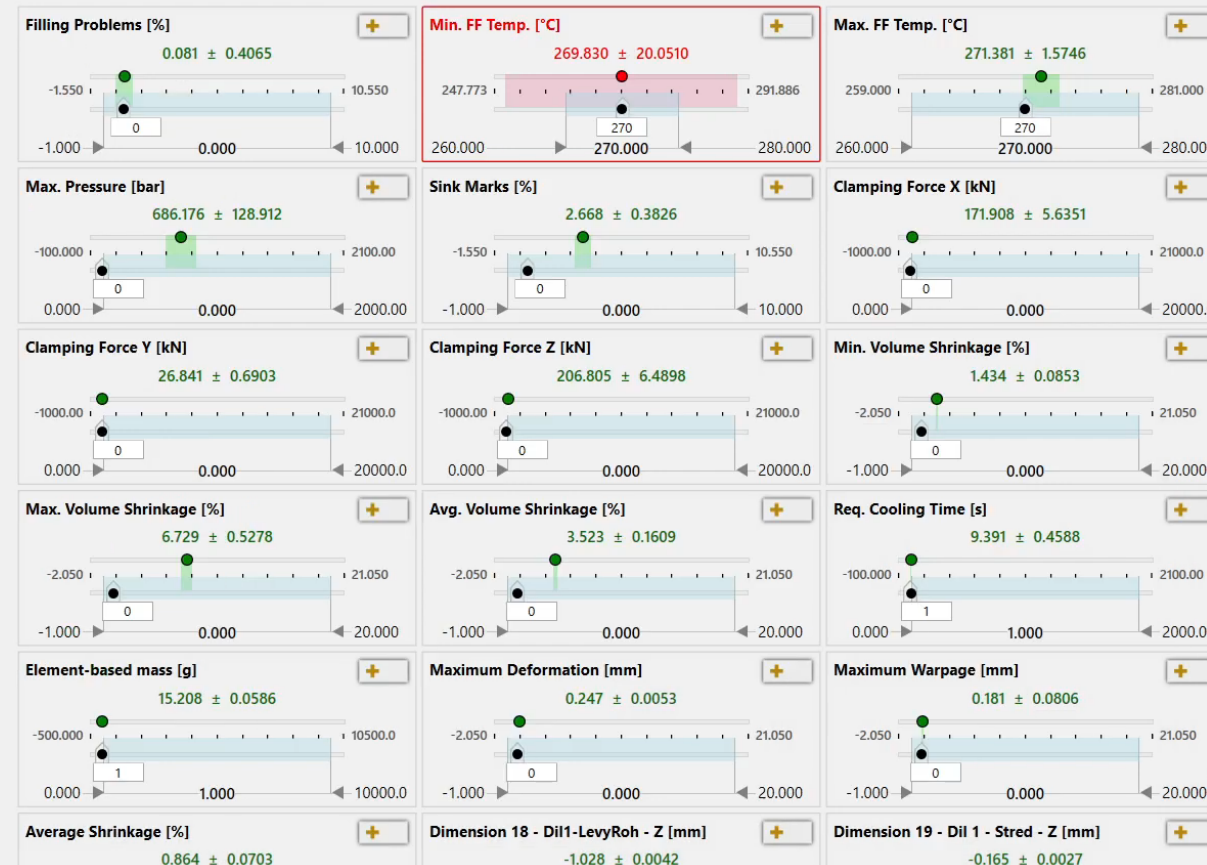 Filling Problems [%]
0.081 ± 0.4065
-1.550
10.550
0
-1.000
0.000
10.000
Min. FF Temp. [°C]
269.830 ± 20.0510
247.773
291.886
270
260.000
270.000
280.000
Max. FF Temp. [°C]
271.381 ± 1.5746
259.000
281.000
270
260.000
270.000
280.00
Max. Pressure [bar]
686.176 ± 128.912
-100.000
2100.00
0
0.000
0.000
2000.00
Sink Marks [%]
2.668 ± 0.3826
-1.550
10.550
0
-1.000
0.000
10.000
Clamping Force X [kN]
171.908 ± 5.6351
-1000.00
21000.0
0
0.000
0.000
20000.
Clamping Force Y [kN]
26.841 ± 0.6903
-1000.00
21000.0
0
0.000
0.000
20000.0
Clamping Force Z [kN]
206.805 ± 6.4898
-1000.00
21000.0
0
0.000
0.000
20000.0
Min. Volume Shrinkage [%]
1.434 ± 0.0853
-2.050
21.050
0
-1.000
0.000
20.000
Max. Volume Shrinkage [%]
6.729 ± 0.5278
-2.050
21.050
0
-1.000
0.000
20.000
Avg. Volume Shrinkage [%]
3.523 ± 0.1609
-2.050
21.050
0
-1.000
0.000
20.000
Req. Cooling Time [s]
9.391 ± 0.4588
-100.000
2100.00
1
0.000
1.000
2000.0
Element-based mass [g]
15.208 ± 0.0586
-500.000
10500.0
1
0.000
1.000
10000.0
Maximum Deformation [mm]
0.247 ± 0.0053
-2.050
21.050
0
-1.000
0.000
20.000
Maximum Warpage [mm]
0.181 ± 0.0806
-2.050
21.050
0
-1.000
0.000
20.000
Average Shrinkage [%]
0.864 ± 0.0703
Dimension 18 - Dil1-LevyRoh - Z [mm]
-1.028 ± 0.0042
Dimension 19 - Dil 1 - Stred - Z [mm]
-0.165 ± 0.0027